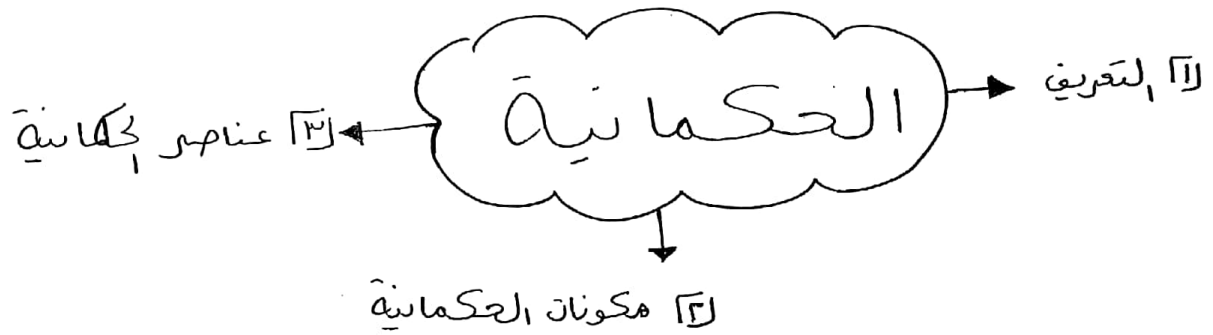 الحكمانية
[١] التعريف
[٢] مكونات الحكمانية
[٣] عناصر الحكمانية